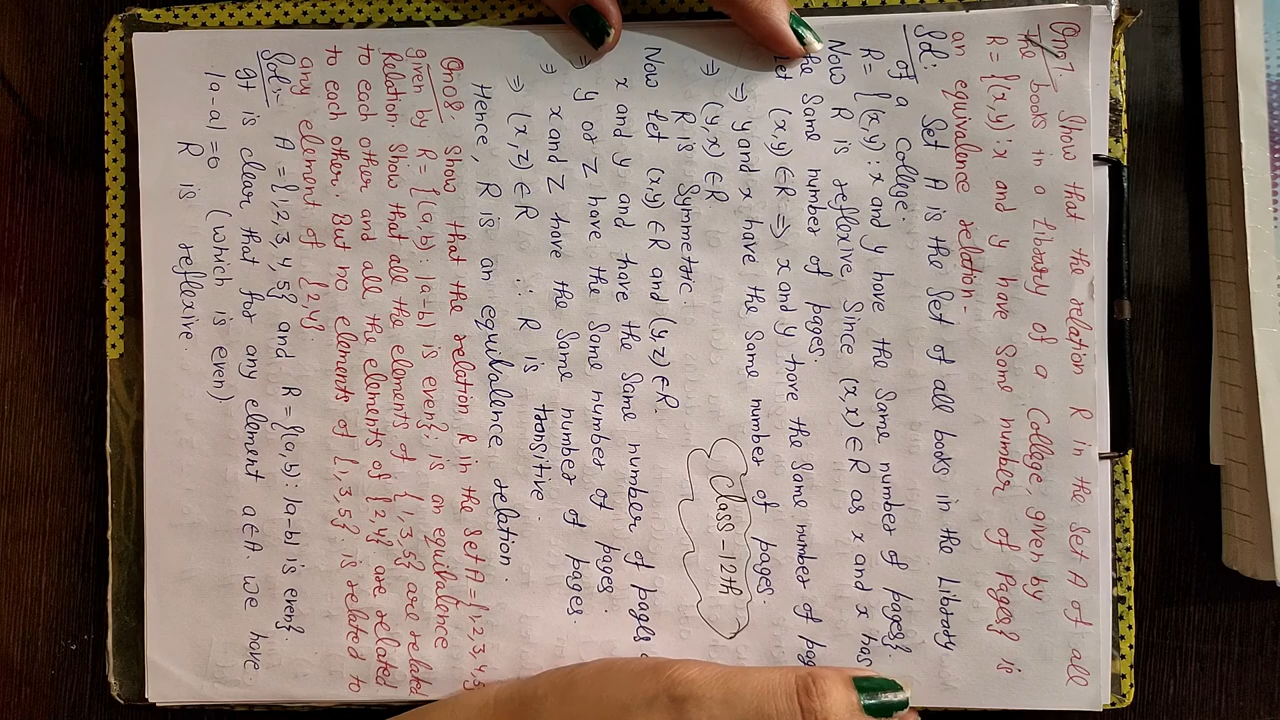 Qno7. Show that the relation R in the Set A of all
the books in a Library of a College, given by
R = {(x,y) : x and y have Same number of Pages} is
an equivalence relation -
Sol: Set A is the Set of all books in the Library
of a College.
R = {(x,y) : x and y have the Same number of pages}.
Now R is reflexive, Since (x,x) ∈ R as x and x has
the Same number of pages.
Let (x,y) ∈ R ⇒ x and y have the Same number of pag
⇒ y and x have the Same number of pages.
⇒ (y,x) ∈ R
R is Symmetric.
Class - 12th
Now Let (x,y) ∈ R and (y,z) ∈ R.
x and y and have the Same number of pages
⇒ y or z have the Same number of pages.
⇒ x and z have the Same number of pages.
⇒ (x,z) ∈ R ∴ R is transitive.
Hence, R is an equivalence relation.
Qno8. Show that the relation R in the Set A = {1,2,3,4,5
given by R = {(a,b) : |a-b| is even}; is an equivalence
Relation. Show that all the elements of {1,3,5} are related
to each other and all the elements of {2,4} are related
to each other. But no elements of {1,3,5} is related to
any element of {2,4}.
Sol:- A = {1,2,3,4,5} and R = {(a,b) : |a-b| is even}.
It is clear that for any element a ∈ A. we have.
|a-a| = 0 (which is even).
R is reflexive.